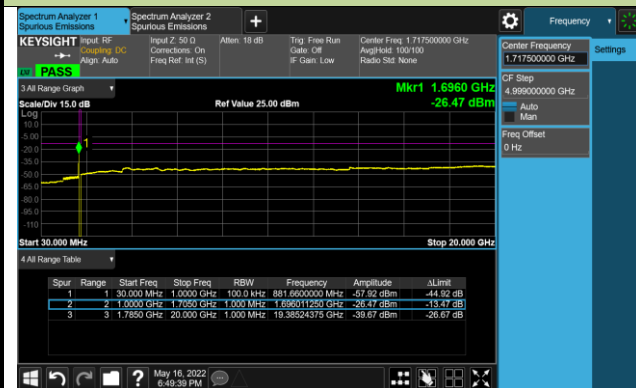 Spectrum Analyzer 1
Spurious Emissions
Spectrum Analyzer 2
Spurious Emissions
+
Frequency
KEYSIGHT
Input: RF
Coupling: DC
Align: Auto
Input Z: 50 Ω
Corrections: On
Freq Ref: Int (S)
Atten: 18 dB
Trig: Free Run
Gate: Off
IF Gain: Low
Center Freq: 1.717500000 GHz
Avg|Hold: 100/100
Radio Std: None
PASS
Center Frequency
1.717500000 GHz
Settings
CF Step
4.999000000 GHz
Auto
Man
Freq Offset
0 Hz
3 All Range Graph
Mkr1 1.6960 GHz
Scale/Div 15.0 dB
Ref Value 25.00 dBm
-26.47 dBm
Log
10.0
-5.00
-20.0
1
-35.0
-50.0
-65.0
-80.0
-95.0
-110
Start 30.000 MHz
Stop 20.000 GHz
4 All Range Table
Spur Range Start Freq Stop Freq RBW Frequency Amplitude ΔLimit
1 1 30.000 MHz 1.0000 GHz 100.0 kHz 881.6600000 MHz -57.92 dBm -44.92 dB
2 2 1.0000 GHz 1.7050 GHz 1.000 MHz 1.696011250 GHz -26.47 dBm -13.47 dB
3 3 1.7850 GHz 20.000 GHz 1.000 MHz 19.38524375 GHz -39.67 dBm -26.67 dB
?
May 16, 2022
6:49:39 PM